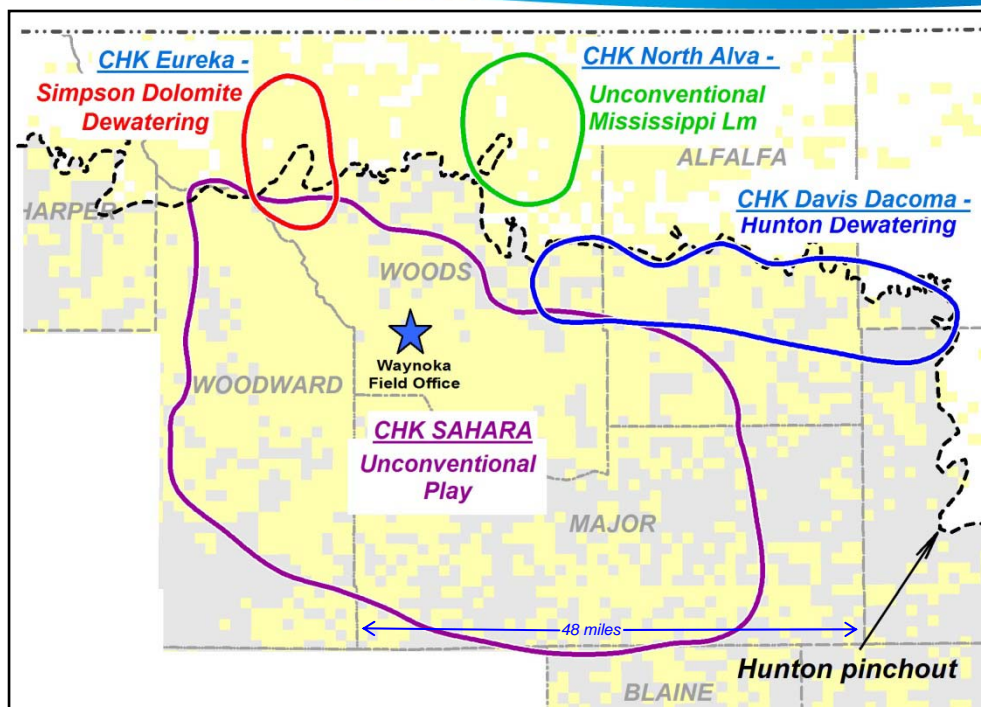 CHK Eureka -
Simpson Dolomite
Dewatering
CHK North Alva -
Unconventional
Mississippi Lm
ALFALFA
CHK Davis Dacoma -
Hunton Dewatering
HARPER
WOODS
Waynoka
Field Office
WOODWARD
CHK SAHARA
Unconventional
Play
MAJOR
48 miles
Hunton pinchout
BLAINE